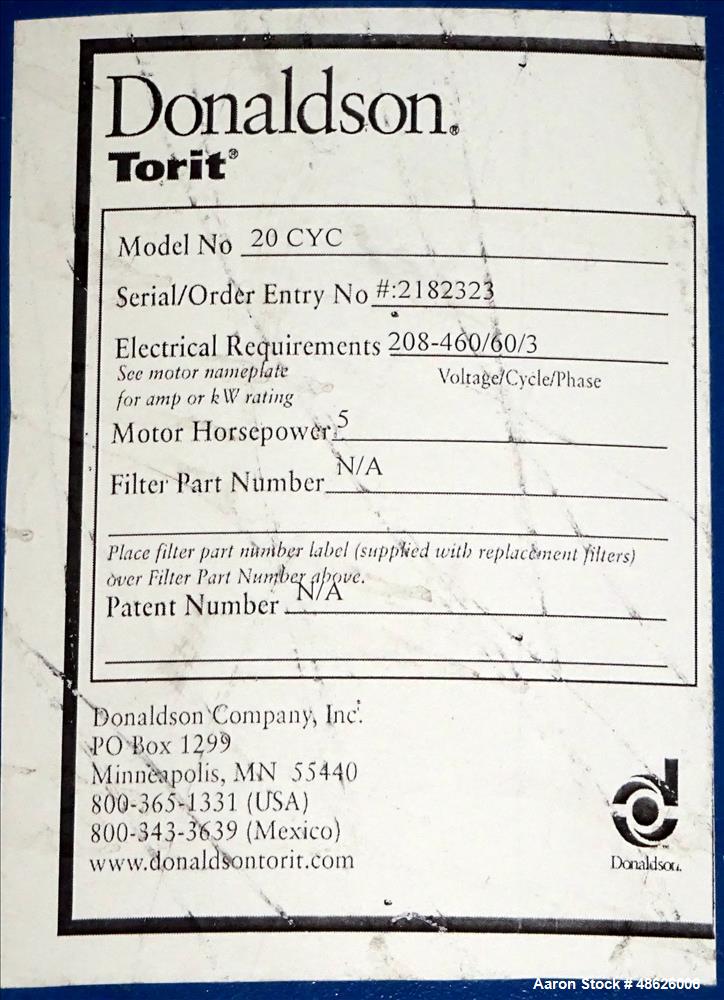 Donaldson®
Torit®
Model No 20 CYC
Serial/Order Entry No #:2182323
Electrical Requirements 208-460/60/3
See motor nameplate Voltage/Cycle/Phase
for amp or kW rating
Motor Horsepower 5
Filter Part Number N/A
Place filter part number label (supplied with replacement filters)
over Filter Part Number above.
Patent Number N/A
Donaldson Company, Inc.
PO Box 1299
Minneapolis, MN 55440
800-365-1331 (USA)
800-343-3639 (Mexico)
www.donaldsontorit.com
Donaldson.
Aaron Stock # 48626006